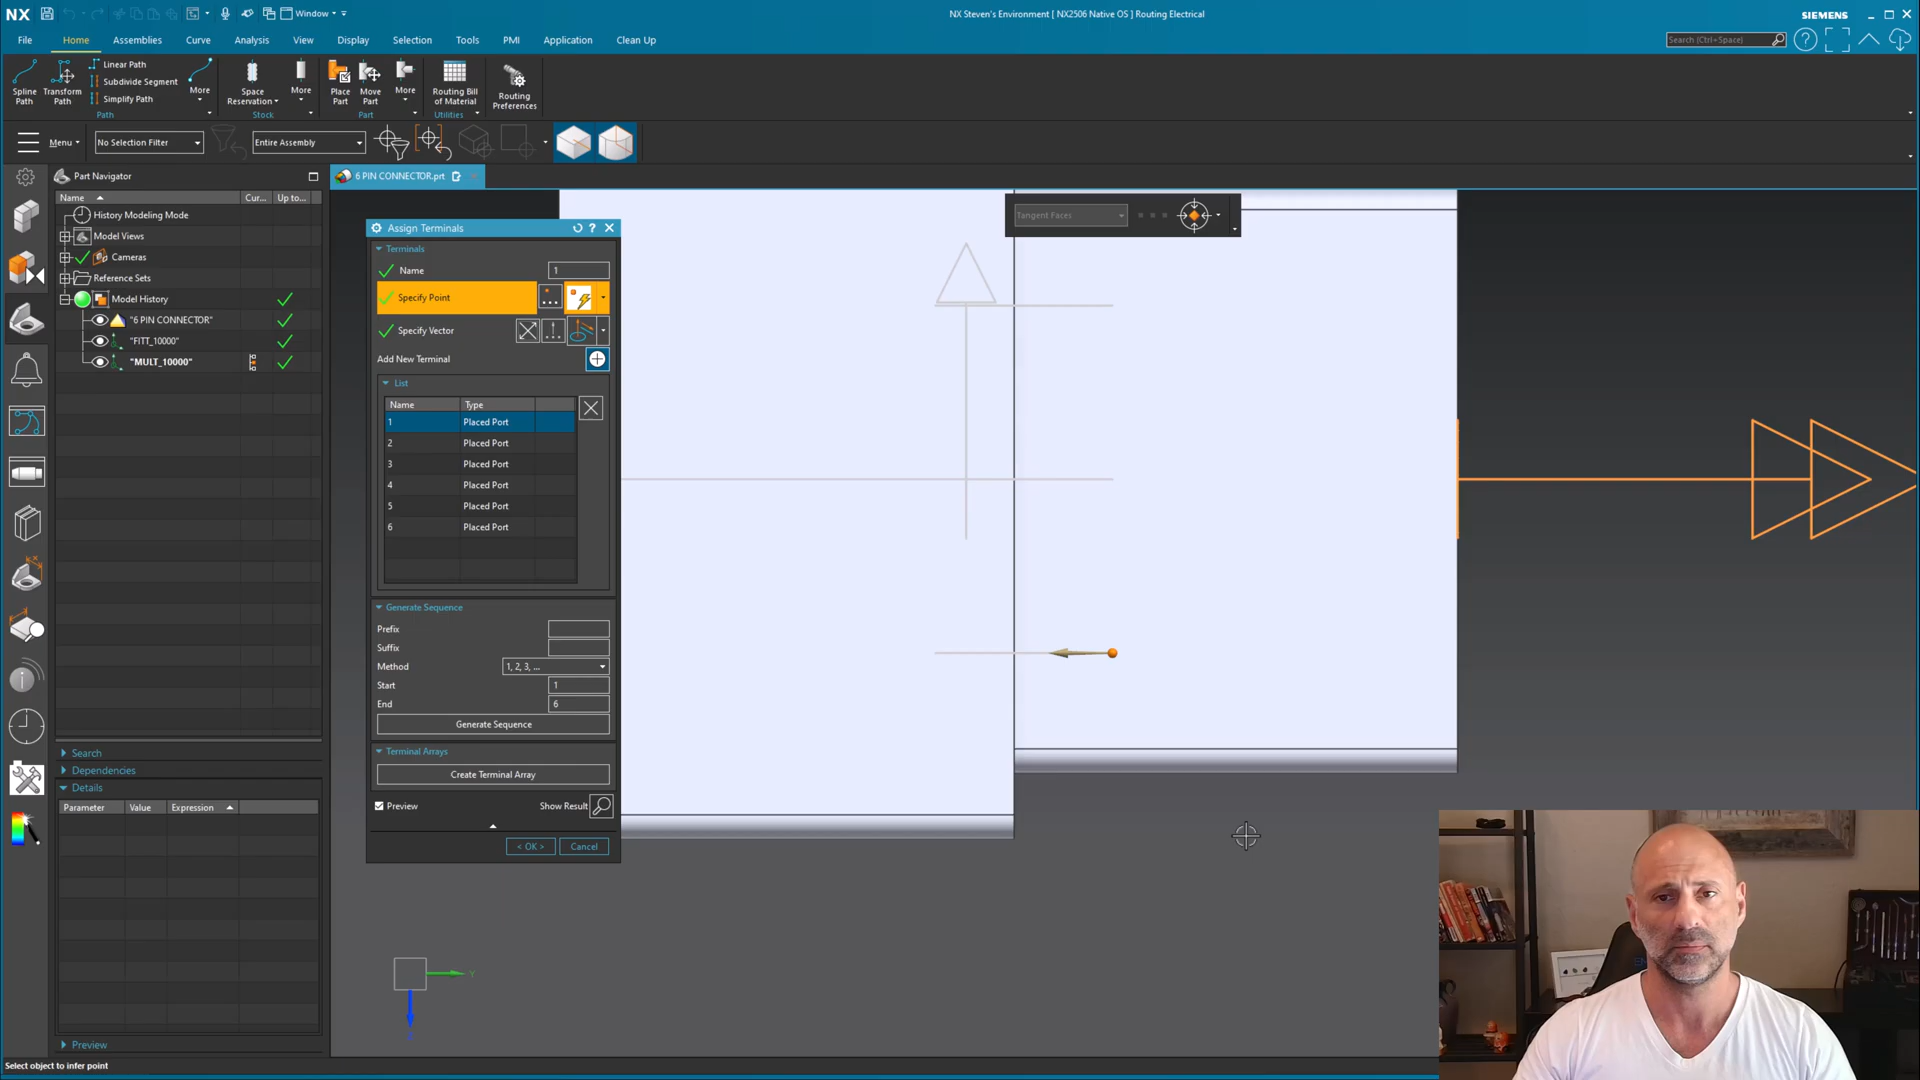 NX
Window
NX Steven's Environment [ NX2506 Native OS ] Routing Electrical
SIEMENS
File
Home
Assemblies
Curve
Analysis
View
Display
Selection
Tools
PMI
Application
Clean Up
Search (Ctrl+Space)
Spline Path
Transform Path
Linear Path
Subdivide Segment
Simplify Path
More
Space Reservation
More
Place Part
Move Part
More
Routing Bill of Material
Routing Preferences
Path
Stock
Part
Utilities
Menu
No Selection Filter
Entire Assembly
Part Navigator
6 PIN CONNECTOR.prt
Name
Cur...
Up to...
History Modeling Mode
Model Views
Cameras
Reference Sets
Model History
"6 PIN CONNECTOR"
"FITT_10000"
"MULT_10000"
Search
Dependencies
Details
Parameter
Value
Expression
Preview
Select object to infer point
Assign Terminals
?
Terminals
Name
1
Specify Point
Specify Vector
Add New Terminal
List
Name
Type
1 Placed Port
2 Placed Port
3 Placed Port
4 Placed Port
5 Placed Port
6 Placed Port
Generate Sequence
Prefix
Suffix
Method
1, 2, 3, ...
Start
1
End
6
Generate Sequence
Terminal Arrays
Create Terminal Array
Preview
Show Result
< OK >
Cancel
Tangent Faces
Y